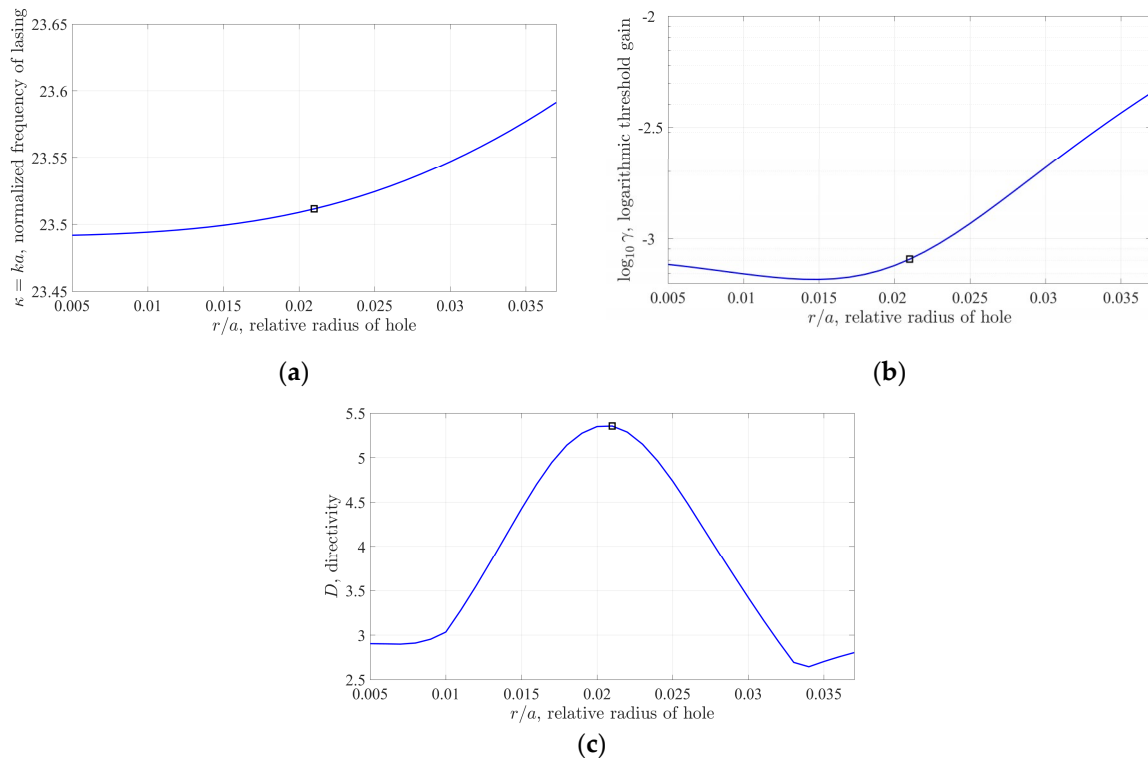 23.65
23.6
23.55
23.5
23.45
κ = ka, normalized frequency of lasing
0.005 0.01 0.015 0.02 0.025 0.03 0.035
r/a, relative radius of hole
(a)
-2
-2.5
-3
log₁₀ γ, logarithmic threshold gain
0.005 0.01 0.015 0.02 0.025 0.03 0.035
r/a, relative radius of hole
(b)
5.5
5
4.5
4
3.5
3
2.5
D, directivity
0.005 0.01 0.015 0.02 0.025 0.03 0.035
r/a, relative radius of hole
(c)